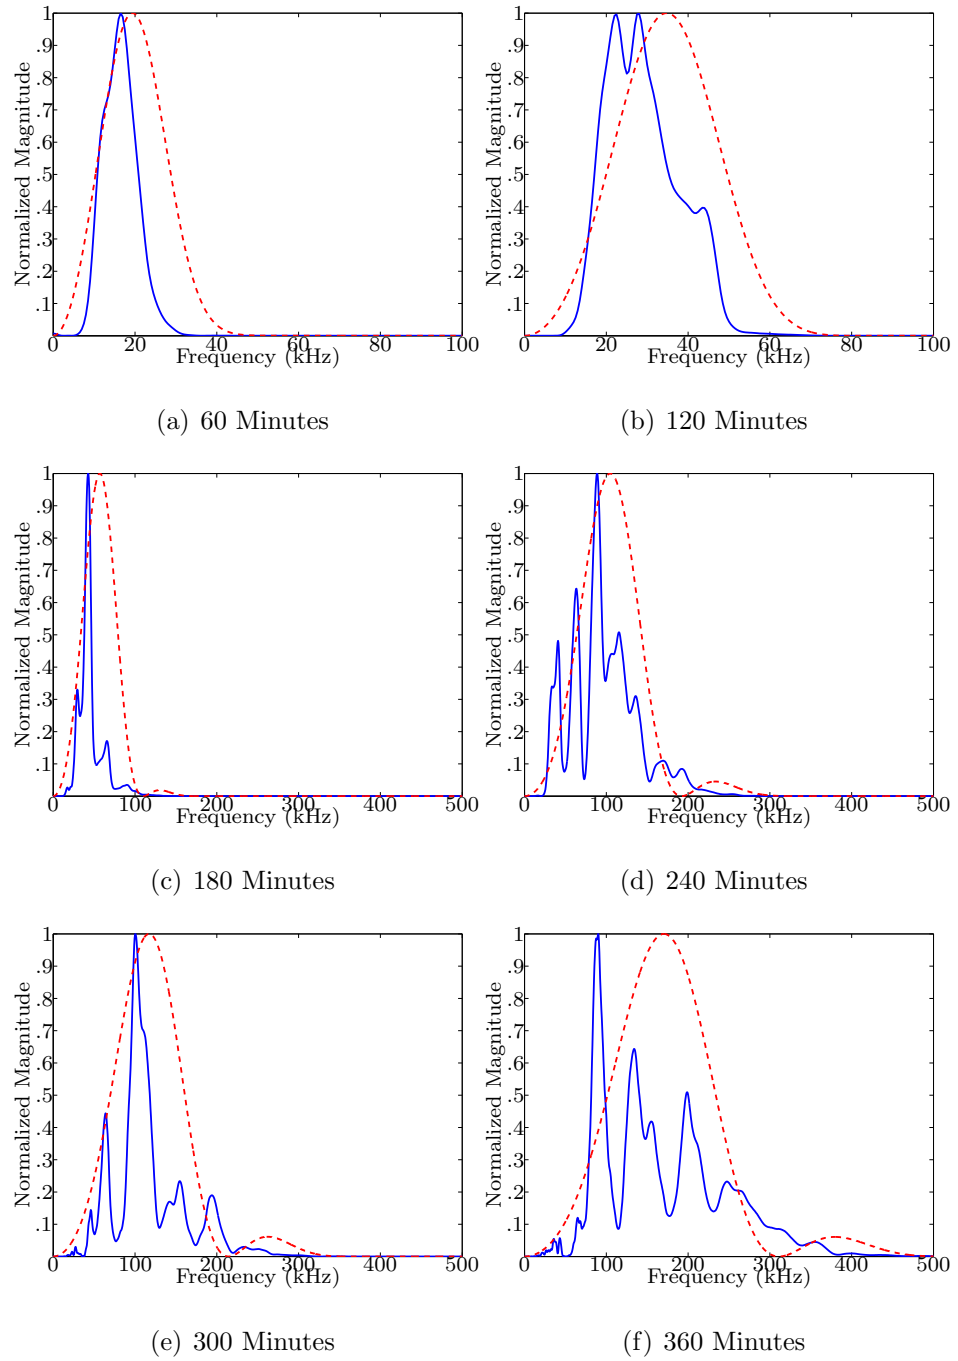 1
.9
.8
.7
.6
.5
.4
.3
.2
.1
Normalized Magnitude
0 20 40 60 80 100
Frequency (kHz)
(a) 60 Minutes
1
.9
.8
.7
.6
.5
.4
.3
.2
.1
Normalized Magnitude
0 20 40 60 80 100
Frequency (kHz)
(b) 120 Minutes
1
.9
.8
.7
.6
.5
.4
.3
.2
.1
Normalized Magnitude
0 100 200 300 400 500
Frequency (kHz)
(c) 180 Minutes
1
.9
.8
.7
.6
.5
.4
.3
.2
.1
Normalized Magnitude
0 100 200 300 400 500
Frequency (kHz)
(d) 240 Minutes
1
.9
.8
.7
.6
.5
.4
.3
.2
.1
Normalized Magnitude
0 100 200 300 400 500
Frequency (kHz)
(e) 300 Minutes
1
.9
.8
.7
.6
.5
.4
.3
.2
.1
Normalized Magnitude
0 100 200 300 400 500
Frequency (kHz)
(f) 360 Minutes